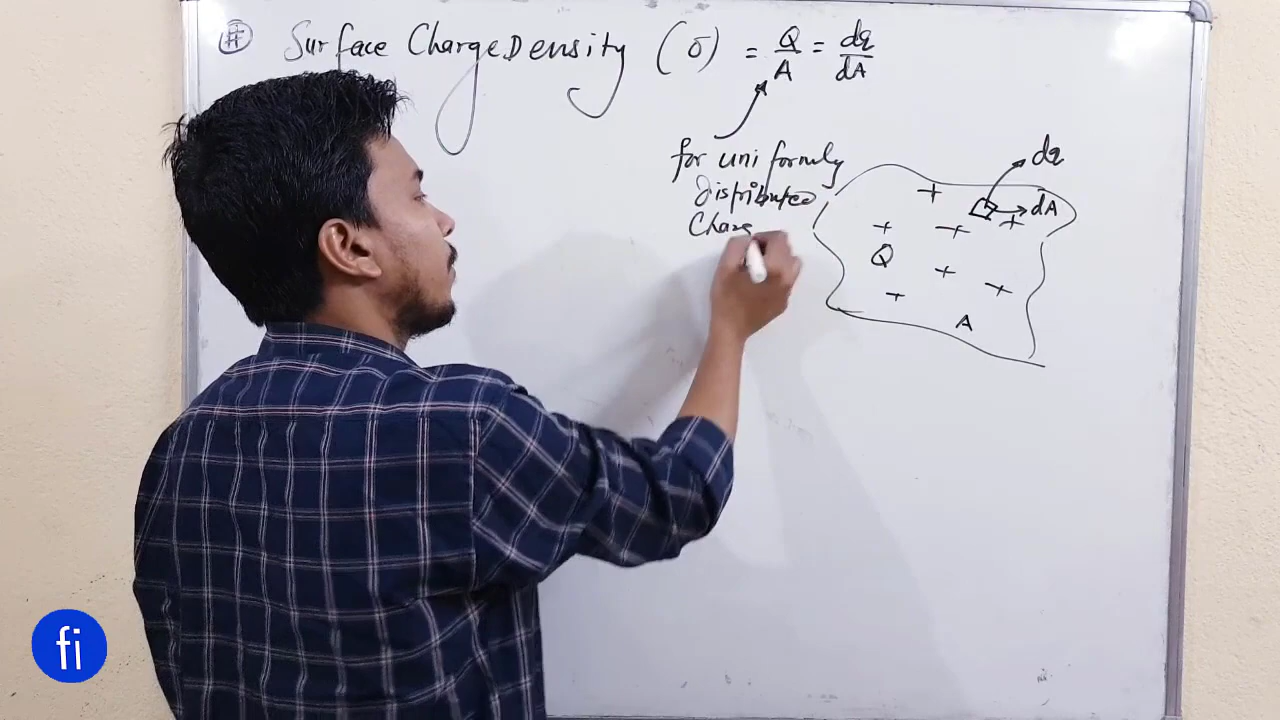 # Surface Charge Density (σ) = Q/A = dq/dA
for uniformly
distributed
Charg
dq
dA
Q
A
fi